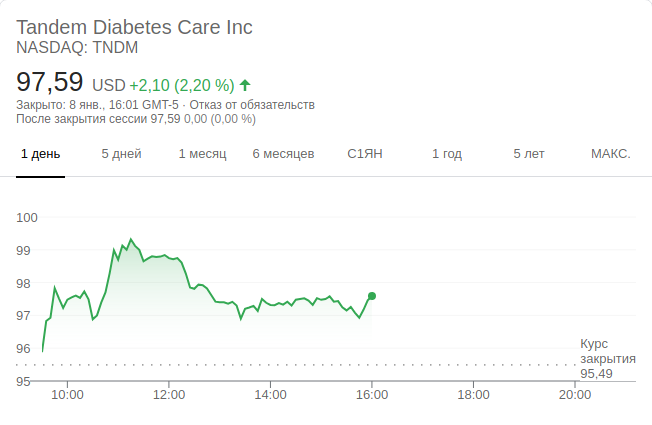 Tandem Diabetes Care Inc
NASDAQ: TNDM
97,59 USD +2,10 (2,20 %)
Закрыто: 8 янв., 16:01 GMT-5 · Отказ от обязательств
После закрытия сессии 97,59 0,00 (0,00 %)
1 день 5 дней 1 месяц 6 месяцев С1ЯН 1 год 5 лет МАКС.
100
99
98
97
96
Курс
закрытия
95,49
95
10:00 12:00 14:00 16:00 18:00 20:00